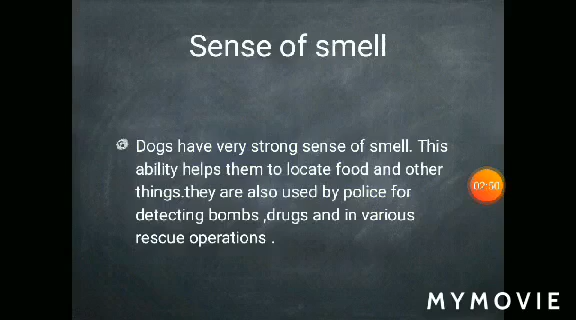 Sense of smell
Dogs have very strong sense of smell. This
ability helps them to locate food and other
things.they are also used by police for
detecting bombs ,drugs and in various
rescue operations .
02:50
MYMOVIE